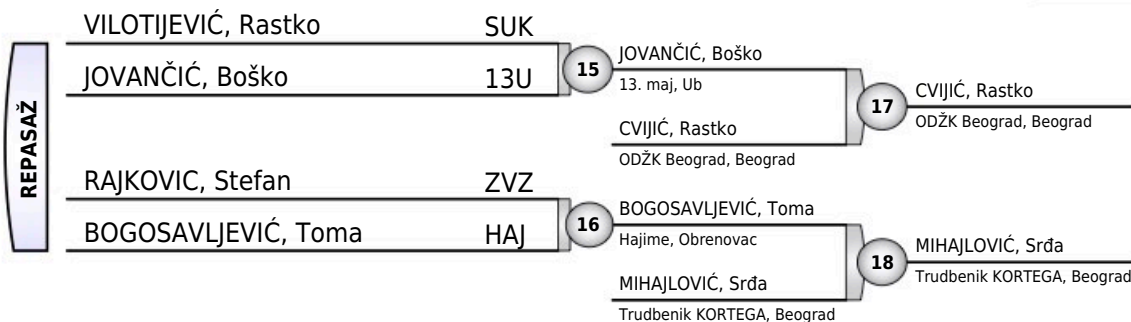 REPASAŽ
VILOTIJEVIĆ, Rastko SUK
JOVANČIĆ, Boško 13U
15
JOVANČIĆ, Boško
13. maj, Ub
CVIJIĆ, Rastko
ODŽK Beograd, Beograd
17
CVIJIĆ, Rastko
ODŽK Beograd, Beograd
RAJKOVIC, Stefan ZVZ
BOGOSAVLJEVIĆ, Toma HAJ
16
BOGOSAVLJEVIĆ, Toma
Hajime, Obrenovac
MIHAJLOVIĆ, Srđa
Trudbenik KORTEGA, Beograd
18
MIHAJLOVIĆ, Srđa
Trudbenik KORTEGA, Beograd